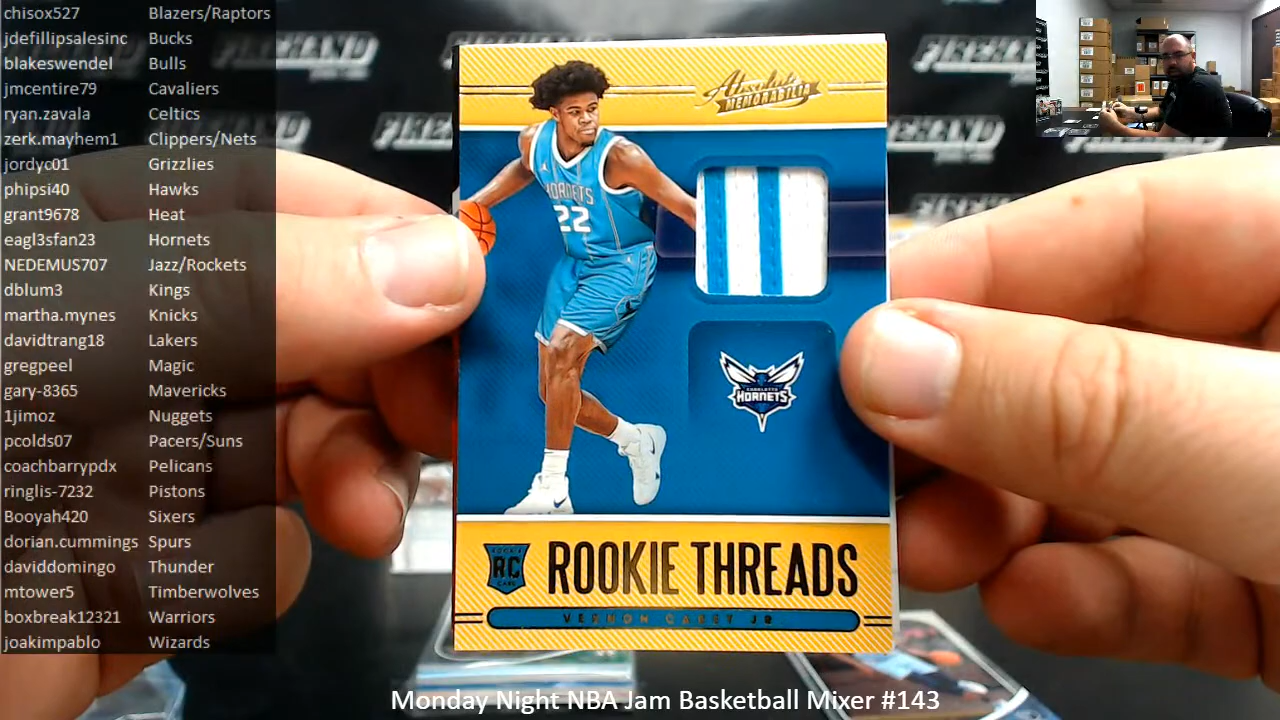 chisox527 Blazers/Raptors
jdefillipsalesinc Bucks
blakeswendel Bulls
jmcentire79 Cavaliers
ryan.zavala Celtics
zerk.mayhem1 Clippers/Nets
jordyc01 Grizzlies
phipsi40 Hawks
grant9678 Heat
eagl3sfan23 Hornets
NEDEMUS707 Jazz/Rockets
dblum3 Kings
martha.mynes Knicks
davidtrang18 Lakers
gregpeel Magic
gary-8365 Mavericks
1jimoz Nuggets
pcolds07 Pacers/Suns
coachbarrypdx Pelicans
ringlis-7232 Pistons
Booyah420 Sixers
dorian.cummings Spurs
daviddomingo Thunder
mtower5 Timberwolves
boxbreak12321 Warriors
joakimpablo Wizards
Absolute
MEMORABILIA
HORNETS
22
CHARLOTTE
HORNETS
RC
ROOKIE THREADS
VERNON CAREY JR
Monday Night NBA Jam Basketball Mixer #143